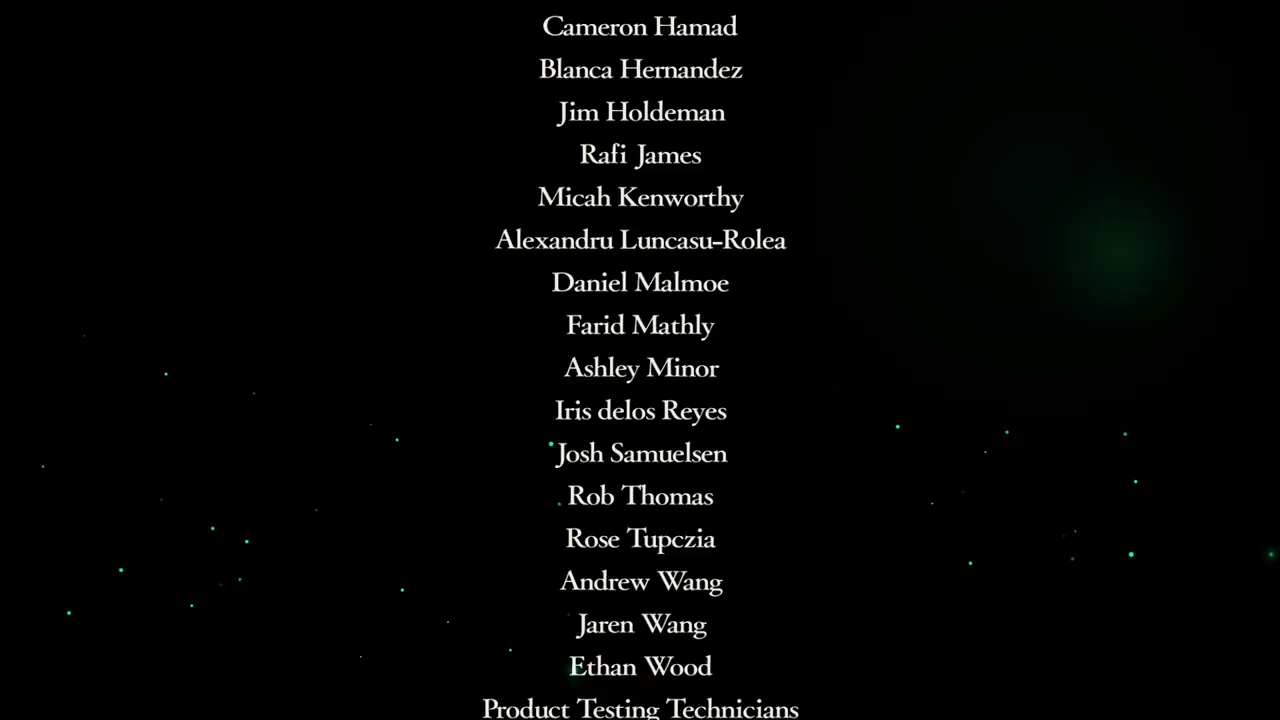 Cameron Hamad
Blanca Hernandez
Jim Holdeman
Rafi James
Micah Kenworthy
Alexandru Luncasu-Rolea
Daniel Malmoe
Farid Mathly
Ashley Minor
Iris delos Reyes
Josh Samuelsen
Rob Thomas
Rose Tupczia
Andrew Wang
Jaren Wang
Ethan Wood
Product Testing Technicians